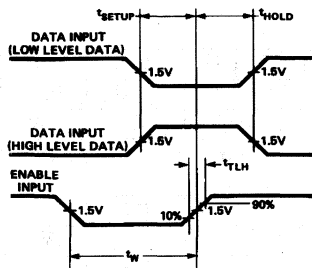 tSETUP
tHOLD
DATA INPUT
(LOW LEVEL DATA)
1.5V
1.5V
DATA INPUT
(HIGH LEVEL DATA)
1.5V
1.5V
tTLH
ENABLE
INPUT
1.5V
10%
1.5V
90%
tW